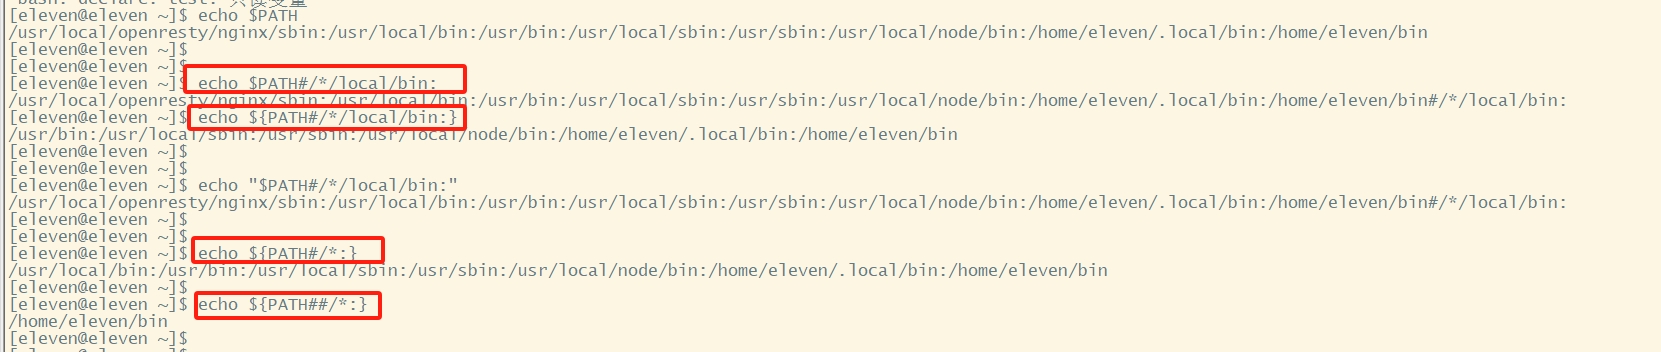 bash: declare: test: 只读变量
[eleven@eleven ~]$ echo $PATH
/usr/local/openresty/nginx/sbin:/usr/local/bin:/usr/bin:/usr/local/sbin:/usr/sbin:/usr/local/node/bin:/home/eleven/.local/bin:/home/eleven/bin
[eleven@eleven ~]$
[eleven@eleven ~]$
[eleven@eleven ~]$ echo $PATH#/*/local/bin:
/usr/local/openresty/nginx/sbin:/usr/local/bin:/usr/bin:/usr/local/sbin:/usr/sbin:/usr/local/node/bin:/home/eleven/.local/bin:/home/eleven/bin#/*/local/bin:
[eleven@eleven ~]$ echo ${PATH#/*/local/bin:}
/usr/bin:/usr/local/sbin:/usr/sbin:/usr/local/node/bin:/home/eleven/.local/bin:/home/eleven/bin
[eleven@eleven ~]$
[eleven@eleven ~]$
[eleven@eleven ~]$ echo "$PATH#/*/local/bin:"
/usr/local/openresty/nginx/sbin:/usr/local/bin:/usr/bin:/usr/local/sbin:/usr/sbin:/usr/local/node/bin:/home/eleven/.local/bin:/home/eleven/bin#/*/local/bin:
[eleven@eleven ~]$
[eleven@eleven ~]$
[eleven@eleven ~]$ echo ${PATH#/*:}
/usr/local/bin:/usr/bin:/usr/local/sbin:/usr/sbin:/usr/local/node/bin:/home/eleven/.local/bin:/home/eleven/bin
[eleven@eleven ~]$
[eleven@eleven ~]$ echo ${PATH##/*:}
/home/eleven/bin
[eleven@eleven ~]$